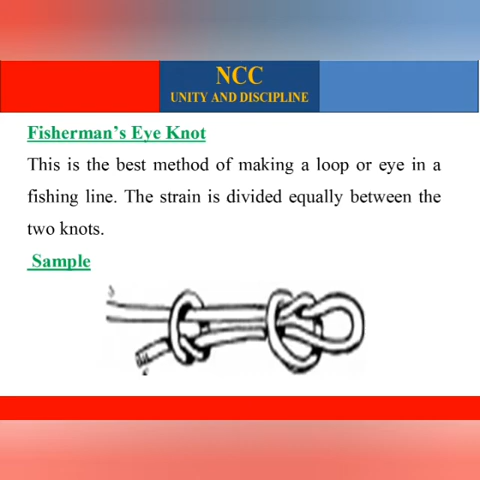 NCC
UNITY AND DISCIPLINE
Fisherman's Eye Knot
This is the best method of making a loop or eye in a
fishing line. The strain is divided equally between the
two knots.
Sample